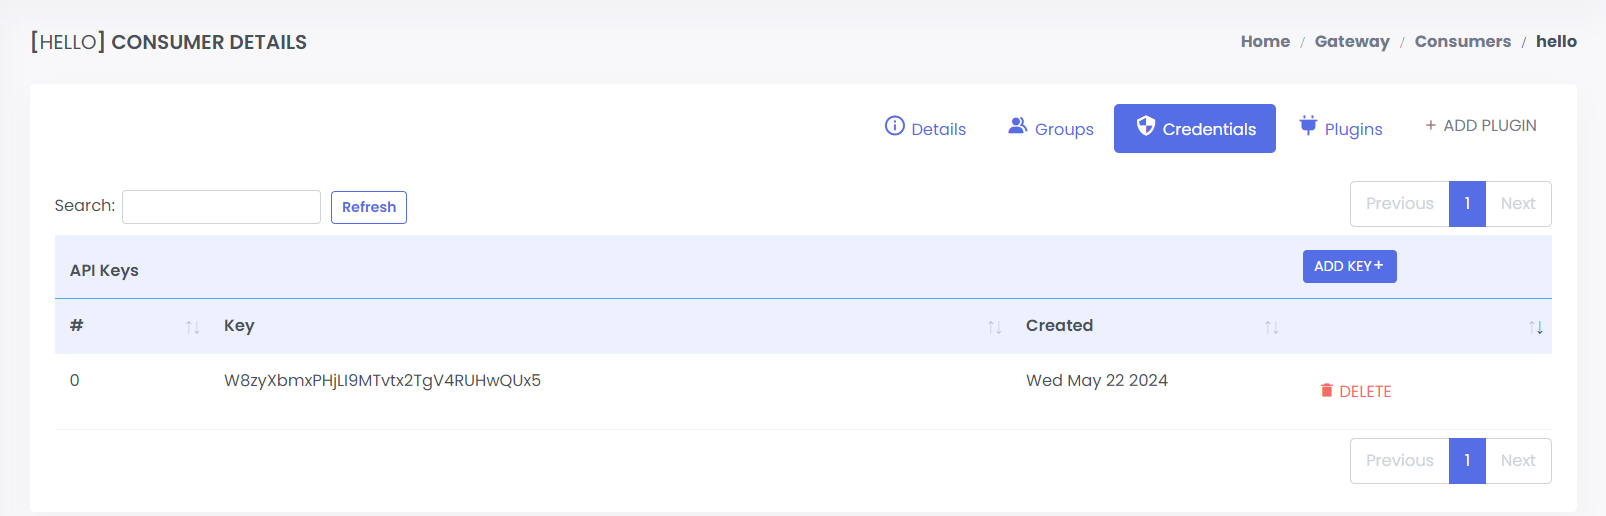 [HELLO] CONSUMER DETAILS
Home / Gateway / Consumers / hello
Details Groups Credentials Plugins + ADD PLUGIN
Search: Refresh Previous 1 Next
API Keys ADD KEY+
# Key Created
0 W8zyXbmxPHjLI9MTvtx2TgV4RUHwQUx5 Wed May 22 2024 DELETE
Previous 1 Next